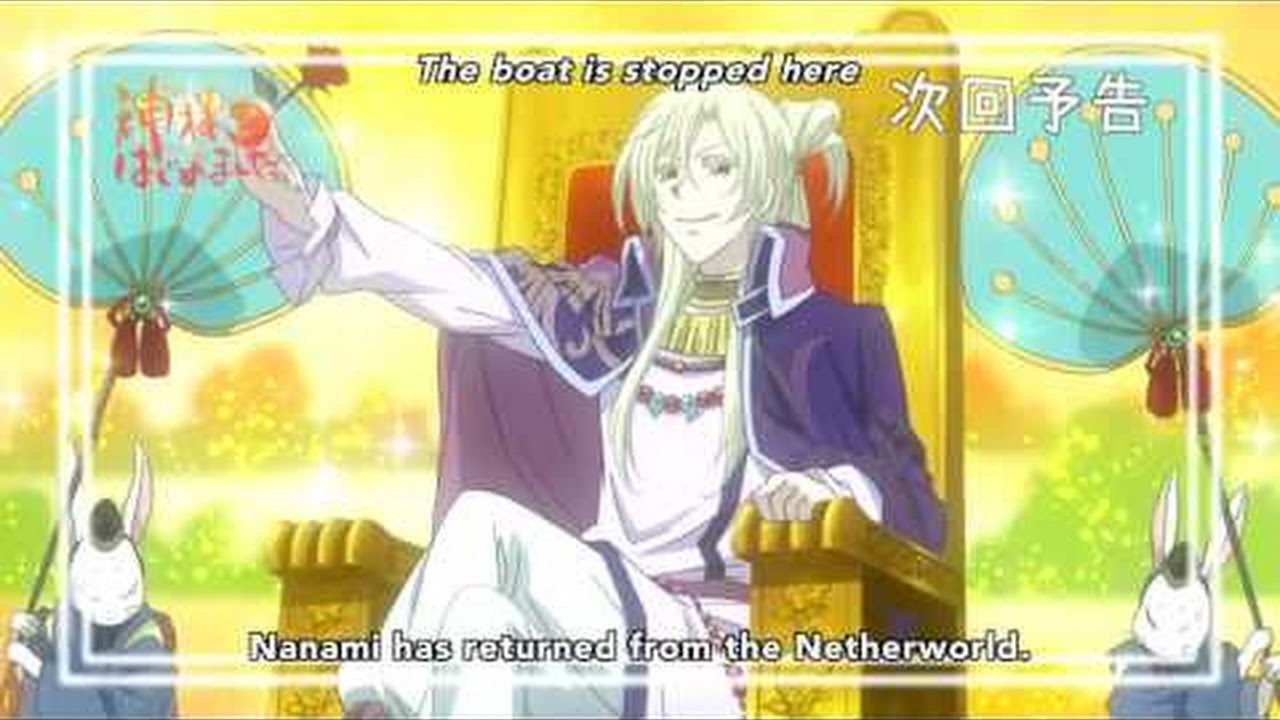 The boat is stopped here
次回予告
神様
はじめました
Nanami has returned from the Netherworld.